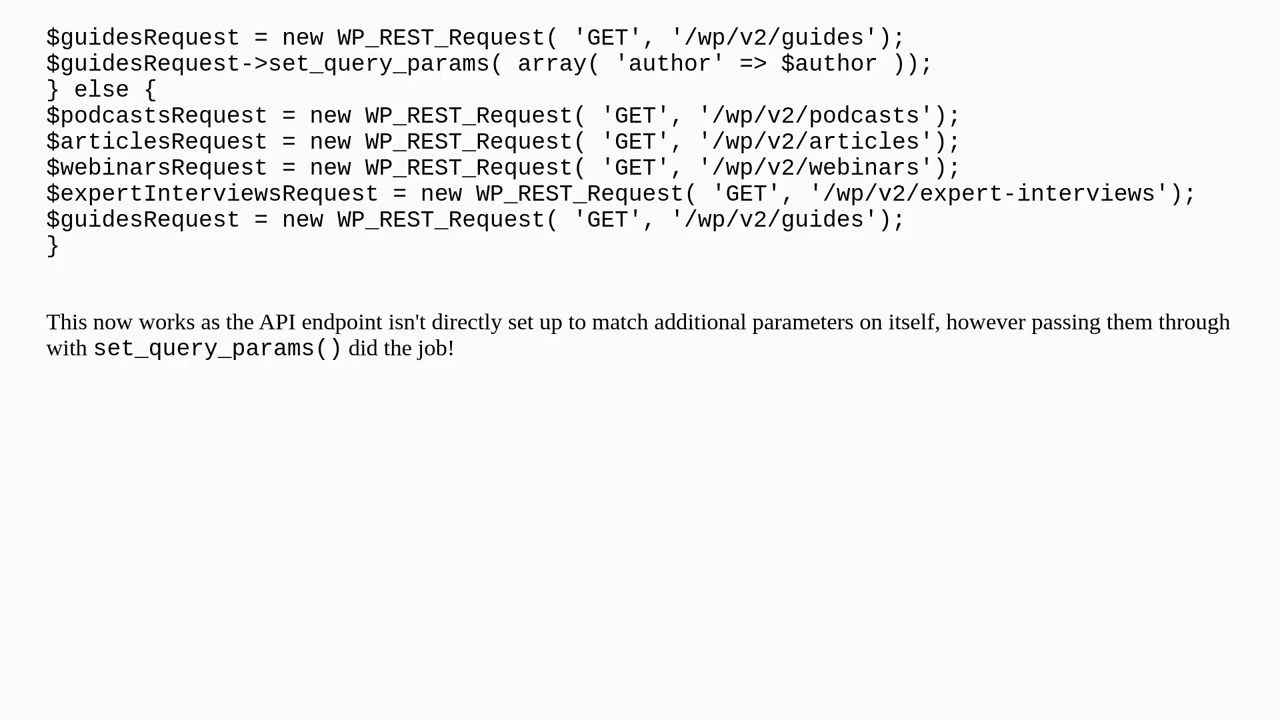 $guidesRequest = new WP_REST_Request( 'GET', '/wp/v2/guides');
$guidesRequest->set_query_params( array( 'author' => $author ));
} else {
$podcastsRequest = new WP_REST_Request( 'GET', '/wp/v2/podcasts');
$articlesRequest = new WP_REST_Request( 'GET', '/wp/v2/articles');
$webinarsRequest = new WP_REST_Request( 'GET', '/wp/v2/webinars');
$expertInterviewsRequest = new WP_REST_Request( 'GET', '/wp/v2/expert-interviews');
$guidesRequest = new WP_REST_Request( 'GET', '/wp/v2/guides');
}
This now works as the API endpoint isn't directly set up to match additional parameters on itself, however passing them through
with set_query_params() did the job!